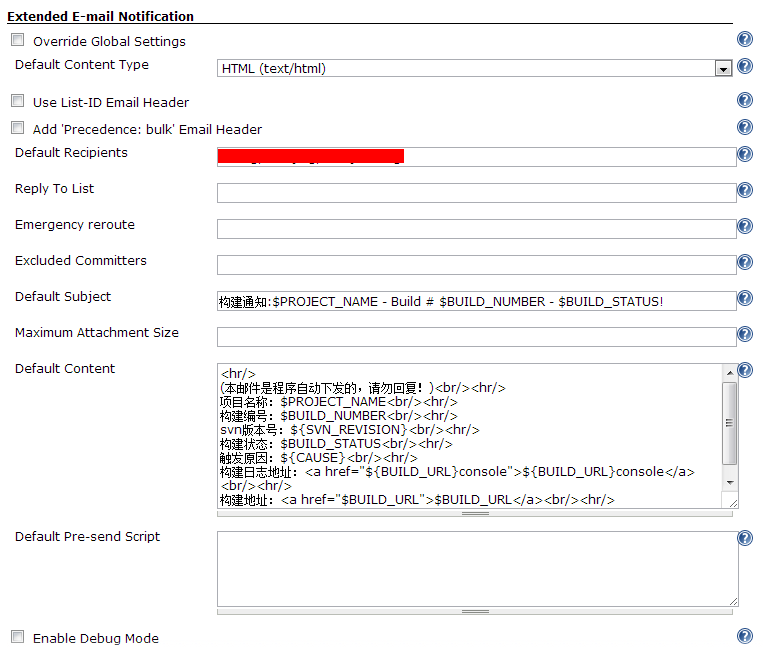 Extended E-mail Notification
Override Global Settings
Default Content Type
HTML (text/html)
Use List-ID Email Header
Add 'Precedence: bulk' Email Header
Default Recipients
Reply To List
Emergency reroute
Excluded Committers
Default Subject
构建通知:$PROJECT_NAME - Build # $BUILD_NUMBER - $BUILD_STATUS!
Maximum Attachment Size
Default Content
<hr/>
(本邮件是程序自动下发的，请勿回复！)<br/><hr/>
项目名称：$PROJECT_NAME<br/><hr/>
构建编号：$BUILD_NUMBER<br/><hr/>
svn版本号：${SVN_REVISION}<br/><hr/>
构建状态：$BUILD_STATUS<br/><hr/>
触发原因：${CAUSE}<br/><hr/>
构建日志地址：<a href="${BUILD_URL}console">${BUILD_URL}console</a>
<br/><hr/>
构建地址：<a href="$BUILD_URL">$BUILD_URL</a><br/><hr/>
Default Pre-send Script
Enable Debug Mode